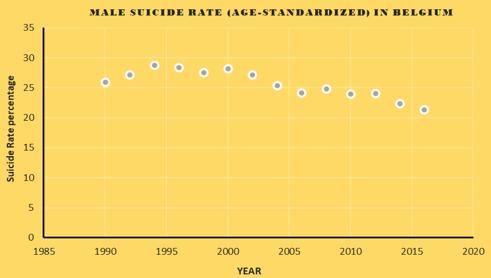 MALE SUICIDE RATE (AGE-STANDARDIZED) IN BELGIUM
35
30
25
20
15
10
5
0
Suicide Rate percentage
1985 1990 1995 2000 2005 2010 2015 2020
YEAR